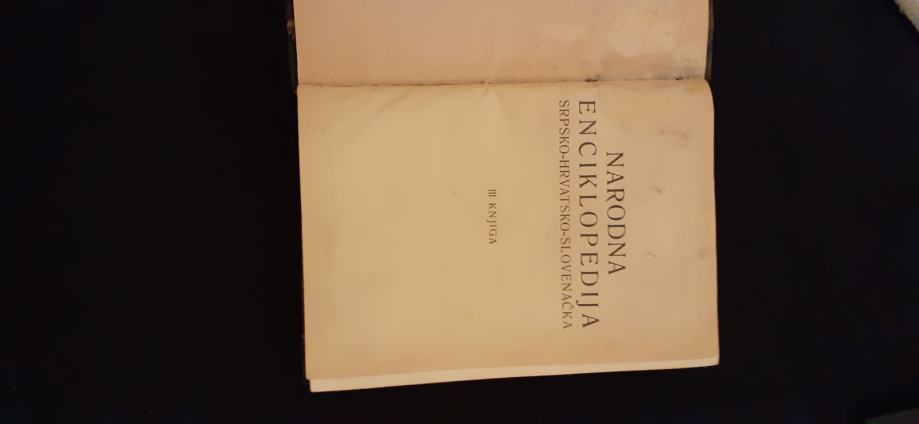 NARODNA
ENCIKLOPEDIJA
SRPSKO-HRVATSKO-SLOVENAČKA
III KNJIGA